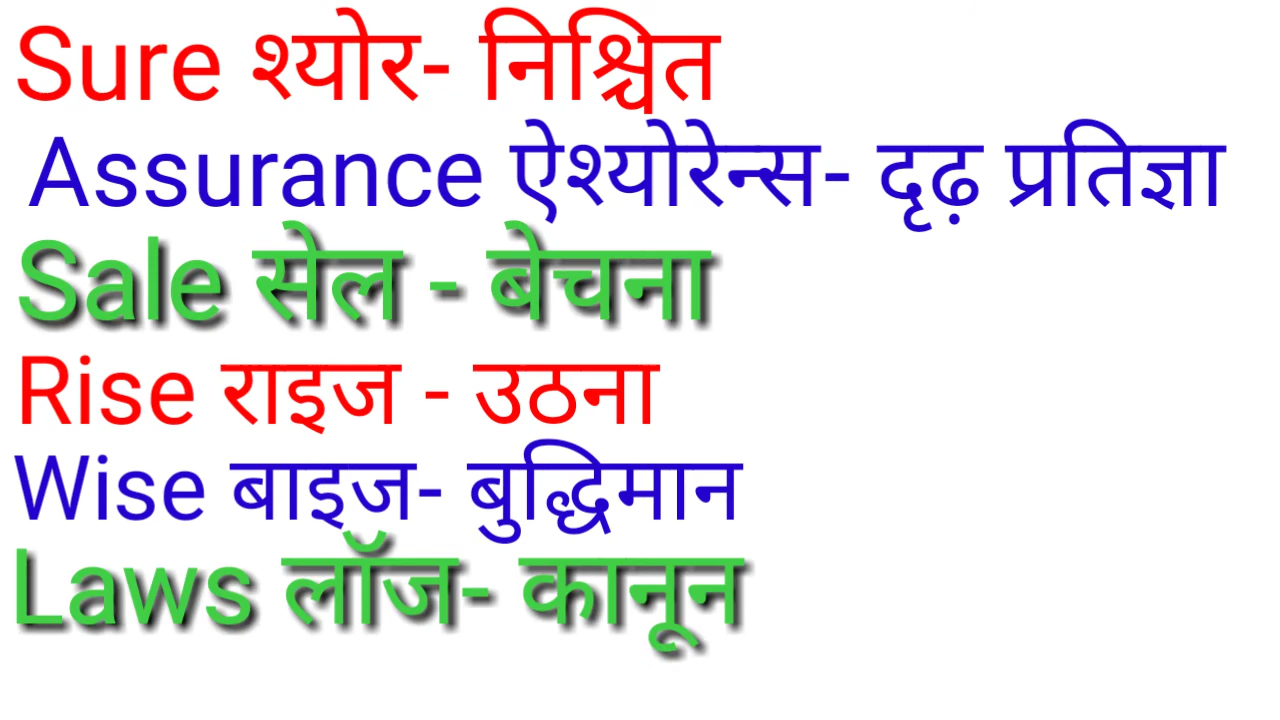 Sure श्योर- निश्चित
Assurance ऐश्योरेन्स- दृढ़ प्रतिज्ञा
Sale सेल - बेचना
Rise राइज - उठना
Wise बाइज- बुद्धिमान
Laws लॉज- कानून